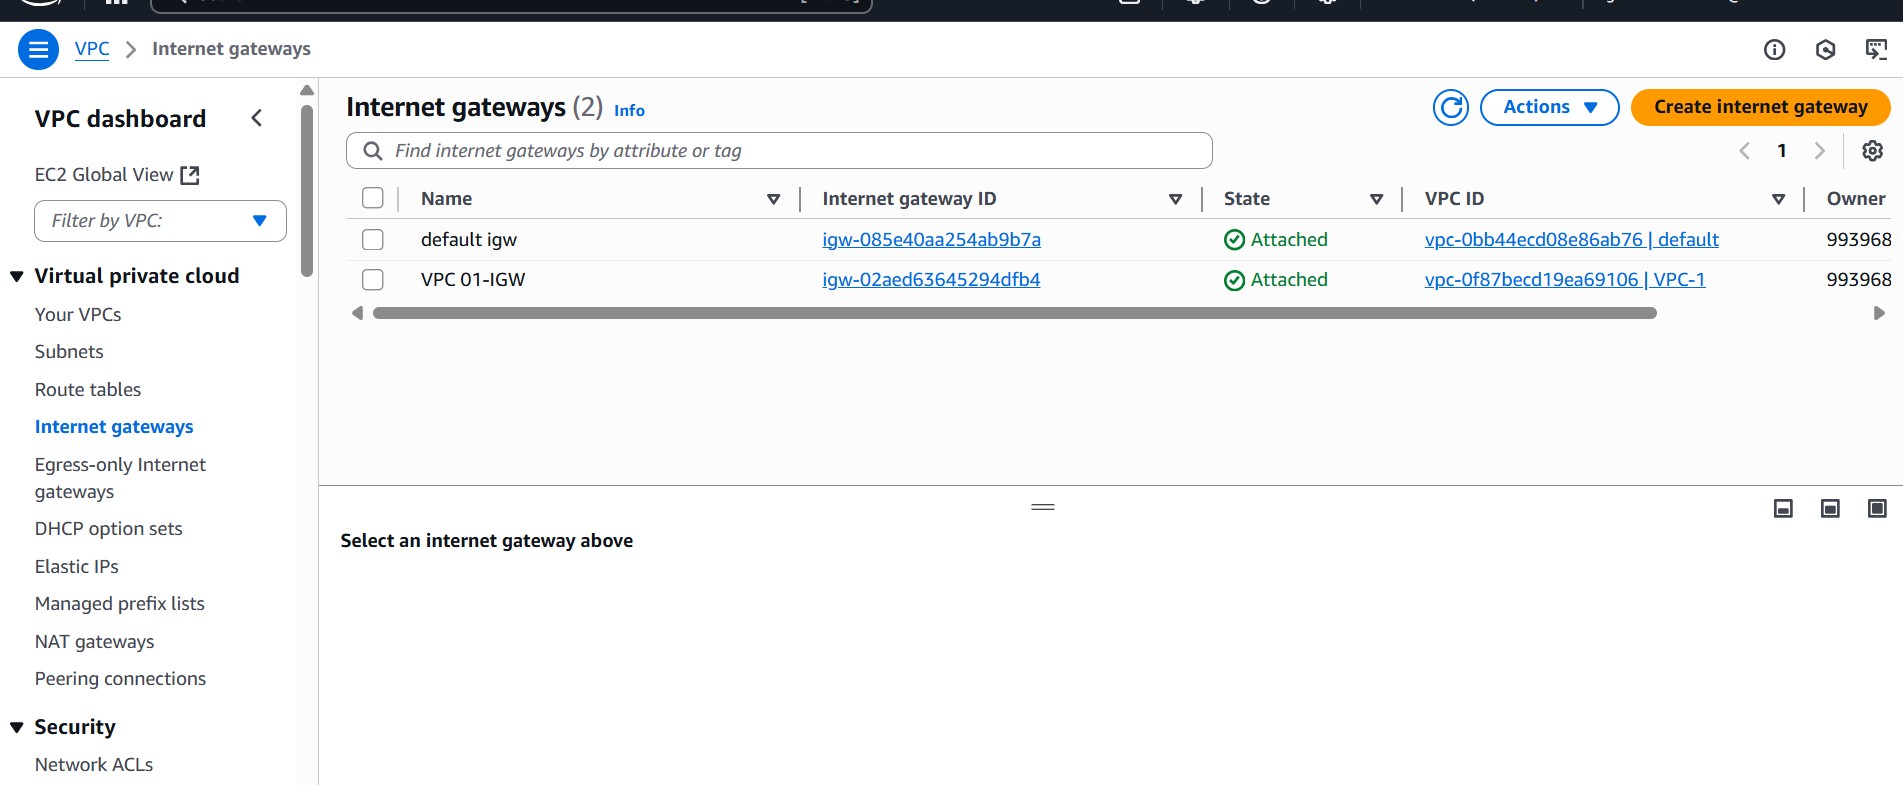 VPC > Internet gateways
VPC dashboard
EC2 Global View
Filter by VPC:
Virtual private cloud
Your VPCs
Subnets
Route tables
Internet gateways
Egress-only Internet
gateways
DHCP option sets
Elastic IPs
Managed prefix lists
NAT gateways
Peering connections
Security
Network ACLs
Internet gateways (2) Info
Actions
Create internet gateway
Find internet gateways by attribute or tag
1
Name Internet gateway ID State VPC ID Owner
default igw igw-085e40aa254ab9b7a Attached vpc-0bb44ecd08e86ab76 | default 993968
VPC 01-IGW igw-02aed63645294dfb4 Attached vpc-0f87becd19ea69106 | VPC-1 993968
Select an internet gateway above